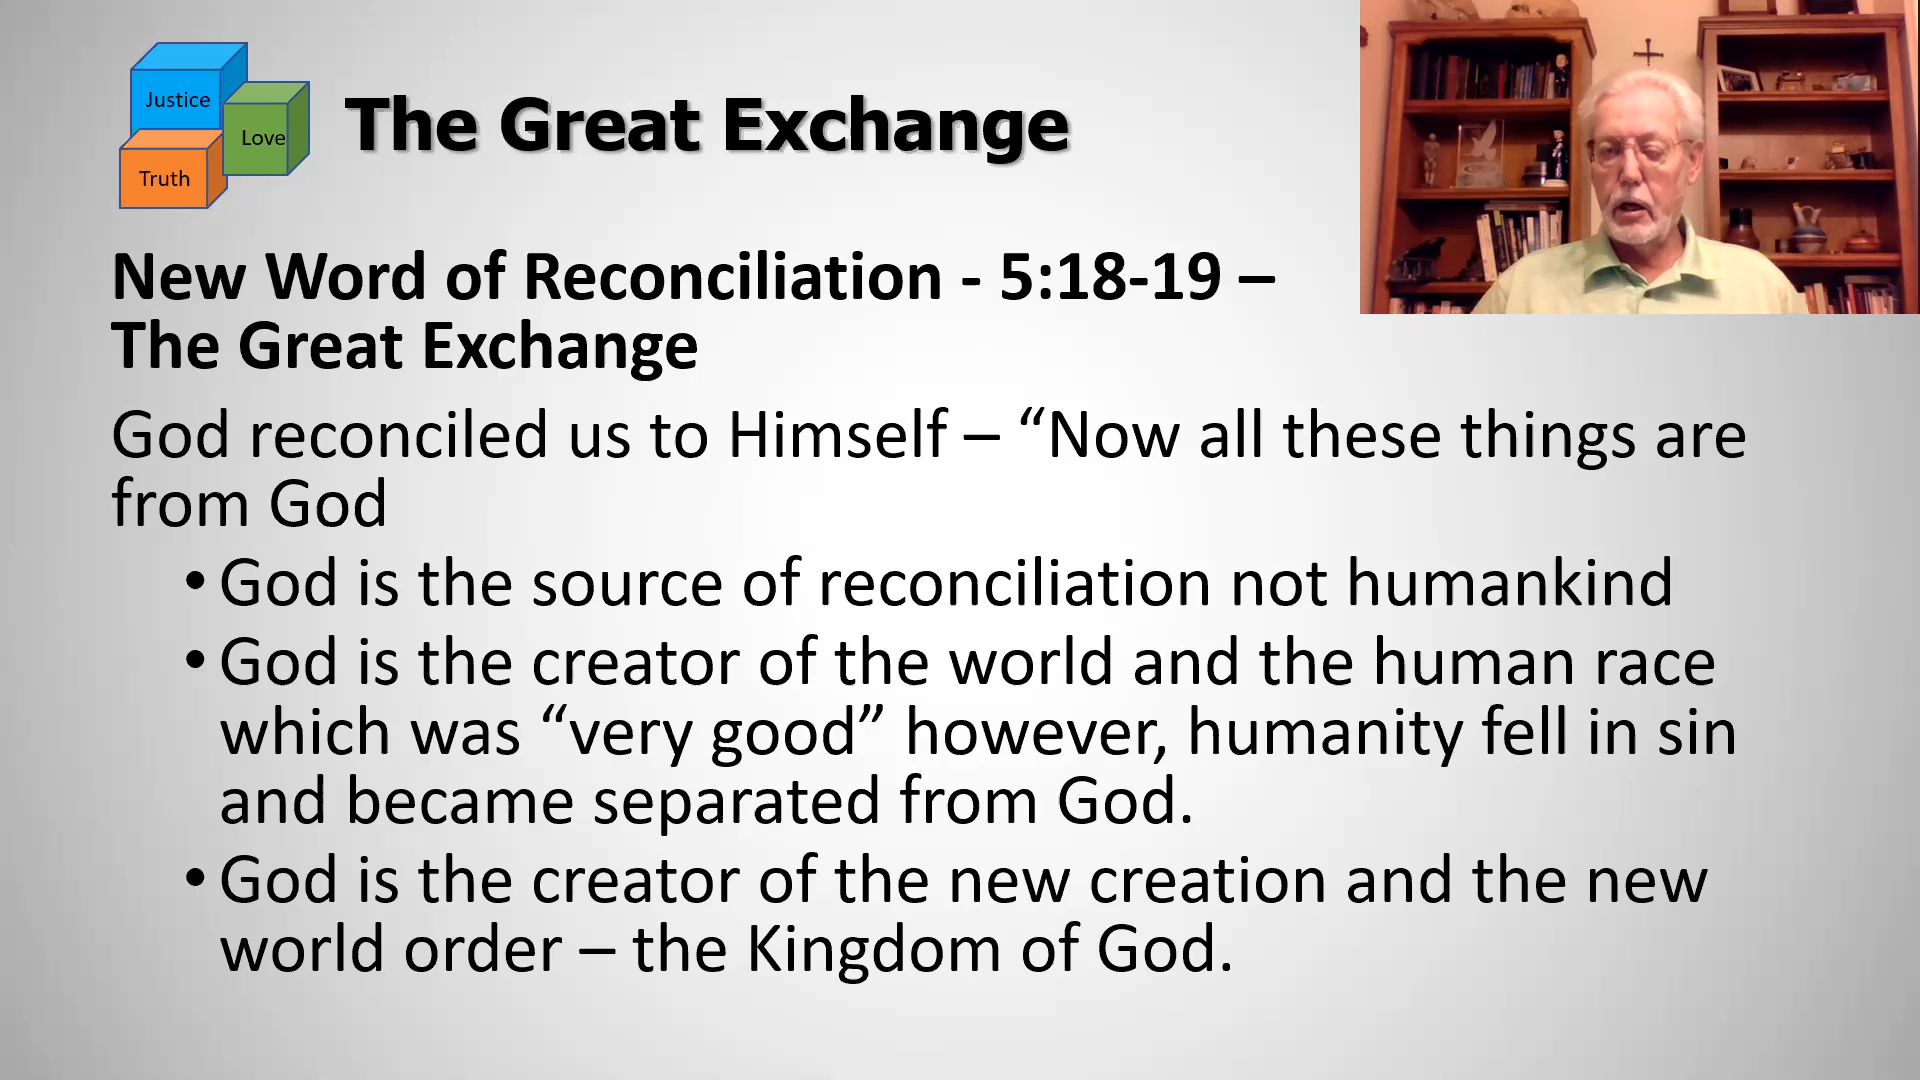 Justice
Love
Truth
The Great Exchange
New Word of Reconciliation - 5:18-19 –
The Great Exchange
God reconciled us to Himself – “Now all these things are
from God
• God is the source of reconciliation not humankind
• God is the creator of the world and the human race
which was “very good” however, humanity fell in sin
and became separated from God.
• God is the creator of the new creation and the new
world order – the Kingdom of God.